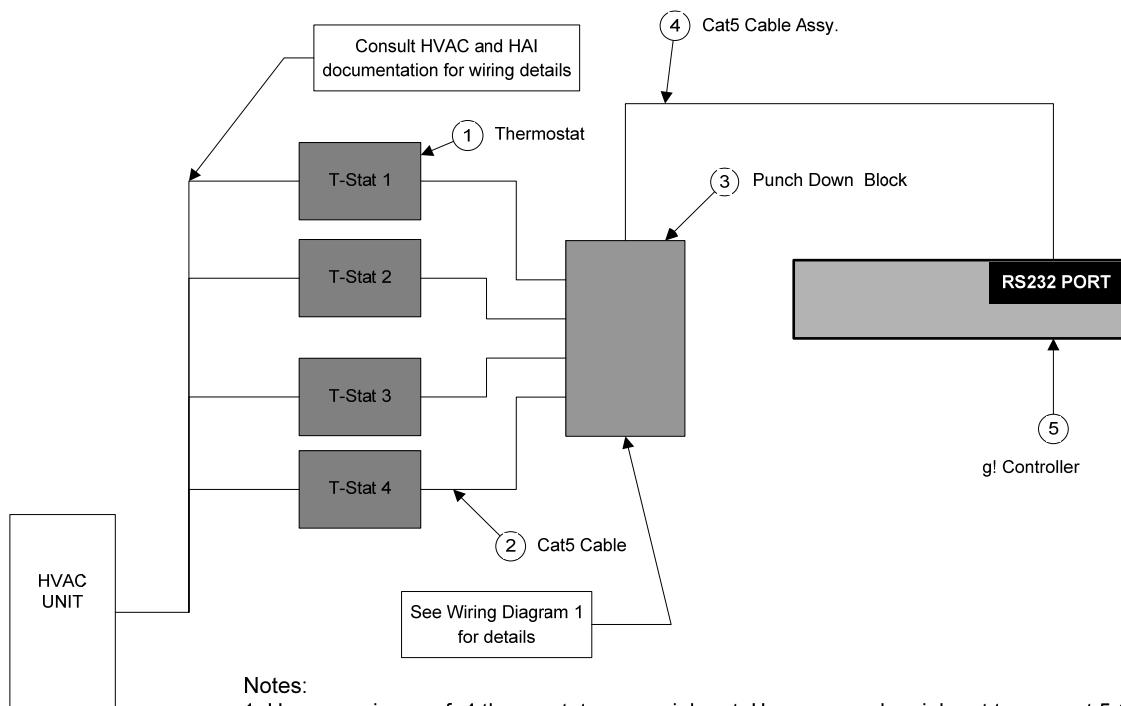 4 Cat5 Cable Assy.
Consult HVAC and HAI
documentation for wiring details
1 Thermostat
T-Stat 1
3 Punch Down Block
T-Stat 2
RS232 PORT
T-Stat 3
5
g! Controller
T-Stat 4
2 Cat5 Cable
HVAC
UNIT
See Wiring Diagram 1
for details
Notes: